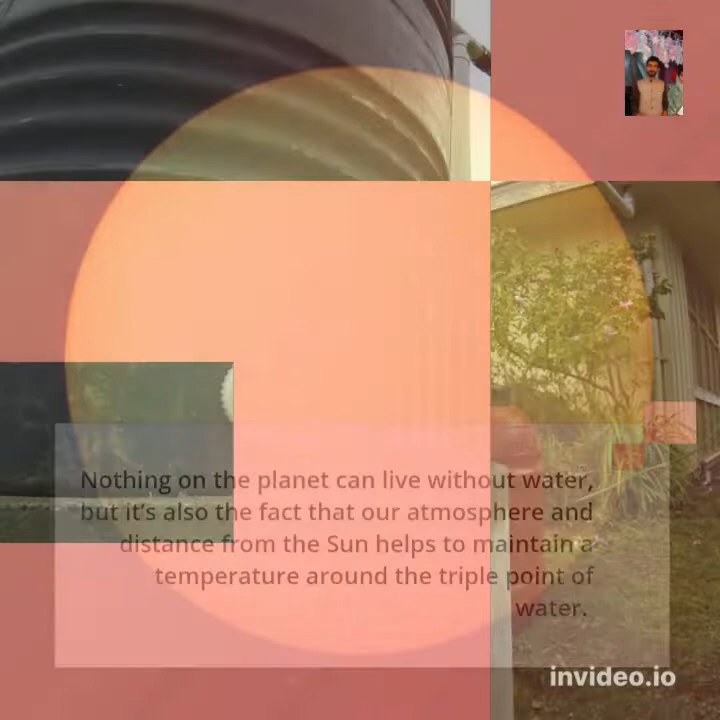 Nothing on the planet can live without water,
but it’s also the fact that our atmosphere and
distance from the Sun helps to maintain a
temperature around the triple point of
water.
invideo.io